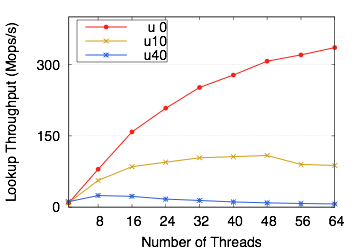 u 0
u10
u40
Lookup Throughput (Mops/s)
300
150
0
8 16 24 32 40 48 56 64
Number of Threads